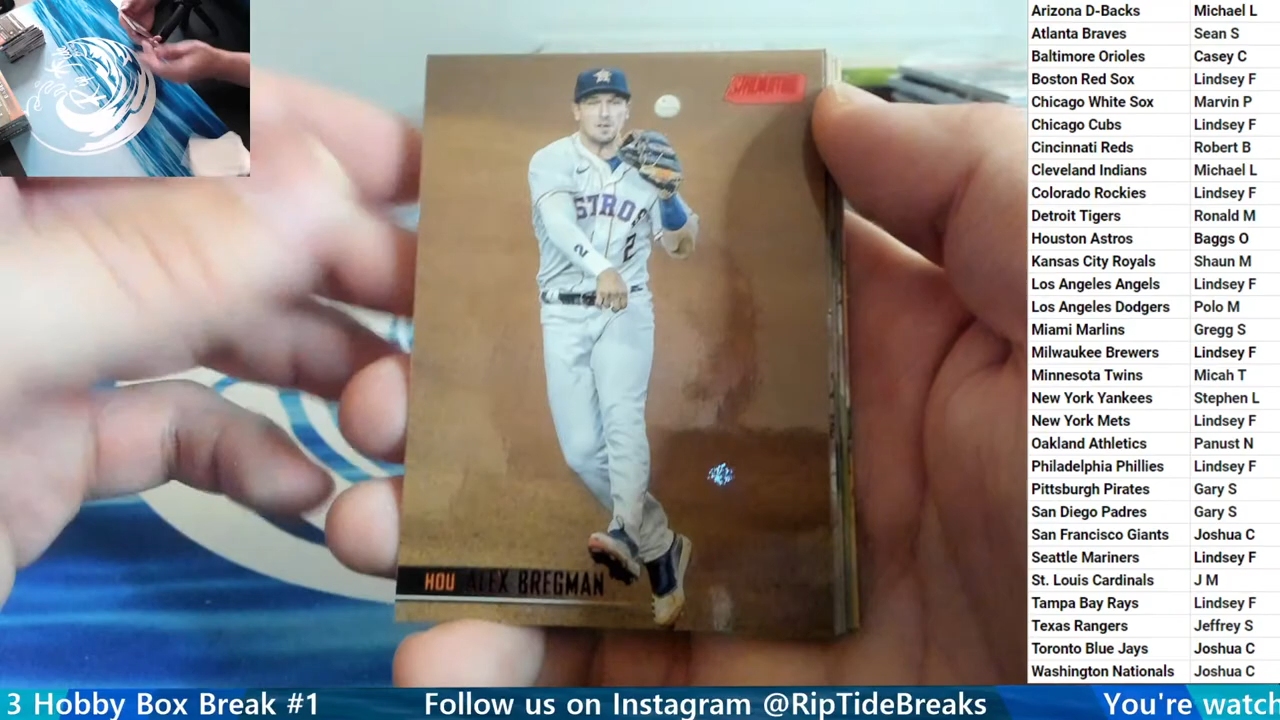 STROS
2
2
HOU ALEX BREGMAN
Arizona D-Backs Michael L
Atlanta Braves Sean S
Baltimore Orioles Casey C
Boston Red Sox Lindsey F
Chicago White Sox Marvin P
Chicago Cubs Lindsey F
Cincinnati Reds Robert B
Cleveland Indians Michael L
Colorado Rockies Lindsey F
Detroit Tigers Ronald M
Houston Astros Baggs O
Kansas City Royals Shaun M
Los Angeles Angels Lindsey F
Los Angeles Dodgers Polo M
Miami Marlins Gregg S
Milwaukee Brewers Lindsey F
Minnesota Twins Micah T
New York Yankees Stephen L
New York Mets Lindsey F
Oakland Athletics Panust N
Philadelphia Phillies Lindsey F
Pittsburgh Pirates Gary S
San Diego Padres Gary S
San Francisco Giants Joshua C
Seattle Mariners Lindsey F
St. Louis Cardinals J M
Tampa Bay Rays Lindsey F
Texas Rangers Jeffrey S
Toronto Blue Jays Joshua C
Washington Nationals Joshua C
3 Hobby Box Break #1 Follow us on Instagram @RipTideBreaks You're watch